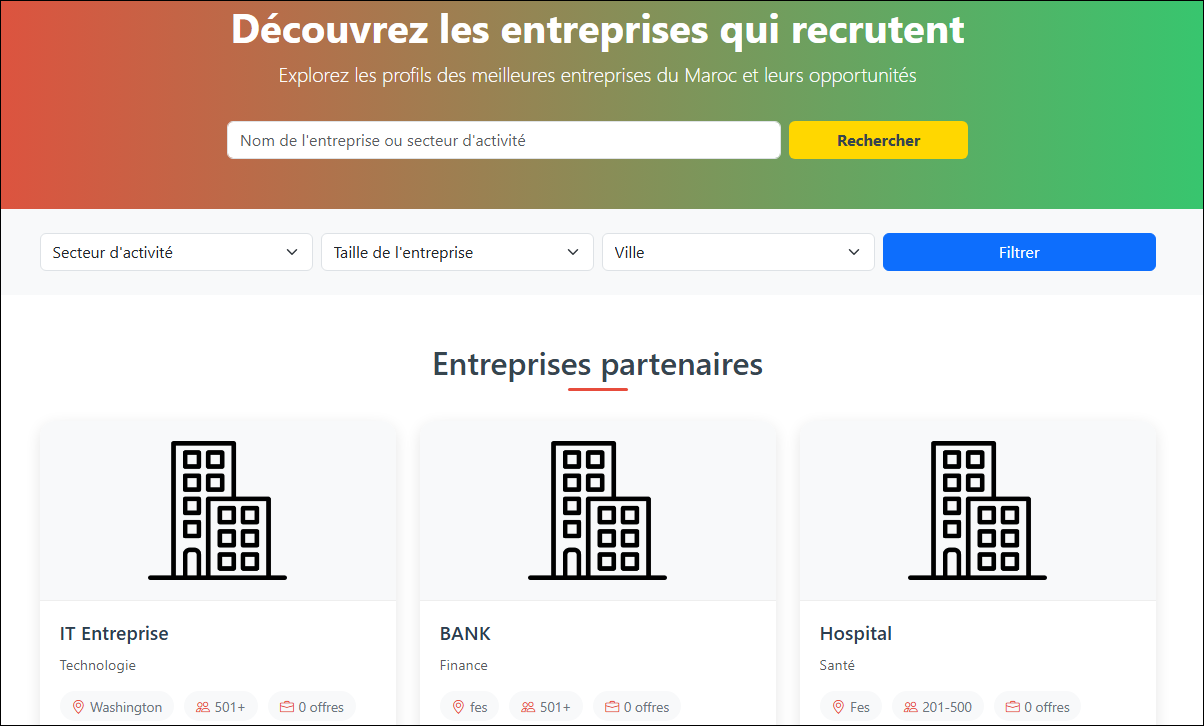 Découvrez les entreprises qui recrutent
Explorez les profils des meilleures entreprises du Maroc et leurs opportunités
Nom de l'entreprise ou secteur d'activité
Rechercher
Secteur d'activité
Taille de l'entreprise
Ville
Filtrer
Entreprises partenaires
IT Entreprise
Technologie
Washington 501+ 0 offres
BANK
Finance
fes 501+ 0 offres
Hospital
Santé
Fes 201-500 0 offres